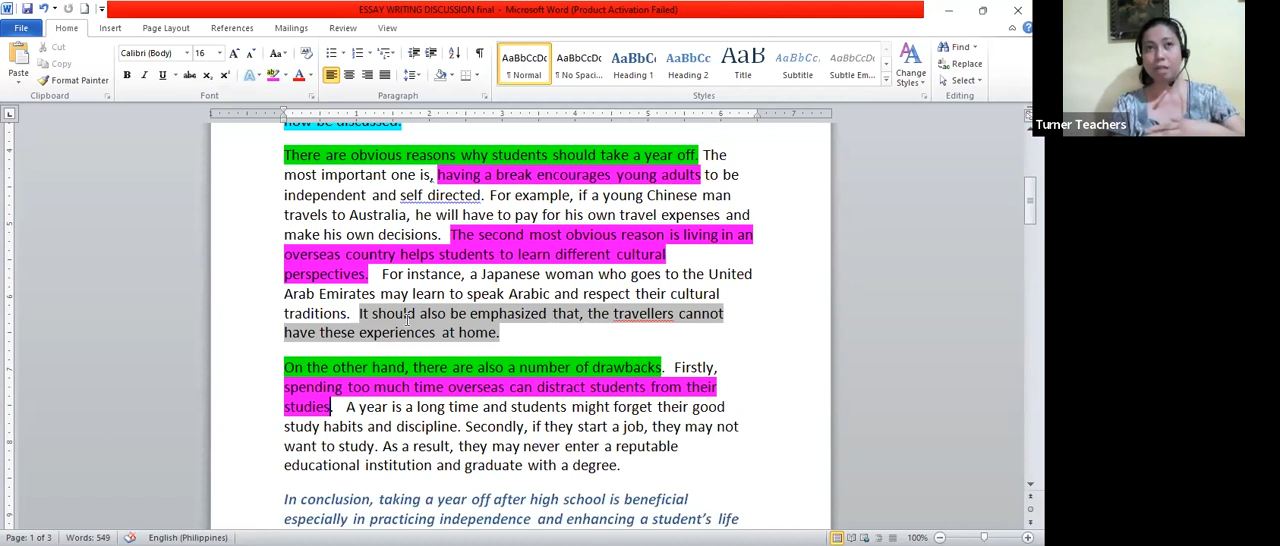 ESSAY WRITING DISCUSSION final - Microsoft Word (Product Activation Failed)
File Home Insert Page Layout References Mailings Review View
Paste
Cut
Copy
Format Painter
Clipboard
Calibri (Body) 16
Font
Paragraph
AaBbCcDc AaBbCcDc AaBbCc AaBbCc AaB AaBbCc. AaBbCcDc
¶ Normal ¶ No Spaci... Heading 1 Heading 2 Title Subtitle Subtle Em...
Styles
Change Styles
Find
Replace
Select
Editing
Turner Teachers
now be discussed.
There are obvious reasons why students should take a year off. The
most important one is, having a break encourages young adults to be
independent and self directed. For example, if a young Chinese man
travels to Australia, he will have to pay for his own travel expenses and
make his own decisions. The second most obvious reason is living in an
overseas country helps students to learn different cultural
perspectives. For instance, a Japanese woman who goes to the United
Arab Emirates may learn to speak Arabic and respect their cultural
traditions. It should also be emphasized that, the travellers cannot
have these experiences at home.
On the other hand, there are also a number of drawbacks. Firstly,
spending too much time overseas can distract students from their
studies. A year is a long time and students might forget their good
study habits and discipline. Secondly, if they start a job, they may not
want to study. As a result, they may never enter a reputable
educational institution and graduate with a degree.
In conclusion, taking a year off after high school is beneficial
especially in practicing independence and enhancing a student's life
Page: 1 of 3 Words: 549 English (Philippines) 100%